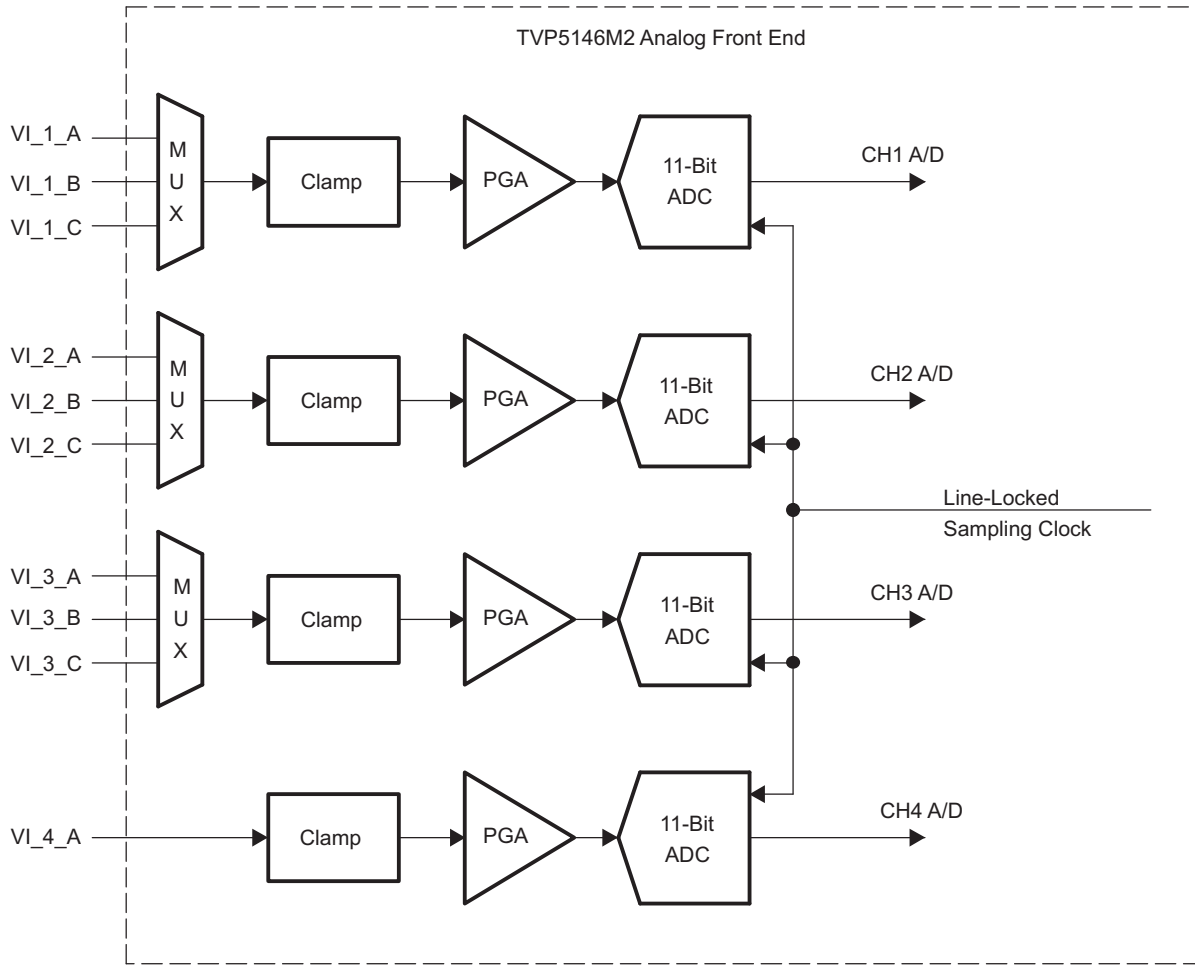 TVP5146M2 Analog Front End
VI_1_A
VI_1_B
VI_1_C
M
U
X
Clamp
PGA
11-Bit
ADC
CH1 A/D
VI_2_A
VI_2_B
VI_2_C
M
U
X
Clamp
PGA
11-Bit
ADC
CH2 A/D
Line-Locked
Sampling Clock
VI_3_A
VI_3_B
VI_3_C
M
U
X
Clamp
PGA
11-Bit
ADC
CH3 A/D
VI_4_A
Clamp
PGA
11-Bit
ADC
CH4 A/D